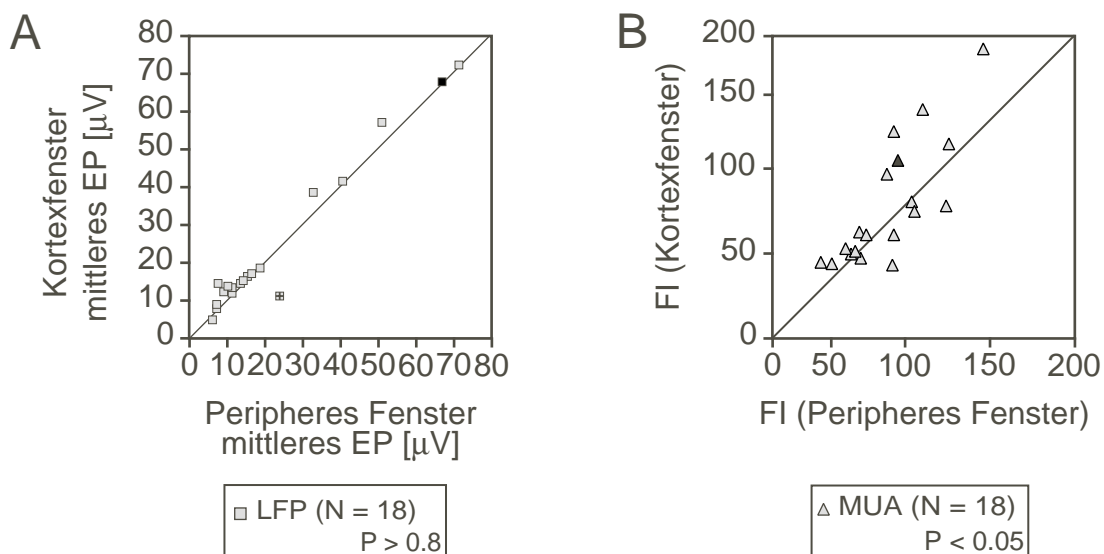 A
Kortexfenster
mittleres EP [µV]
80
70
60
50
40
30
20
10
0
0 10 20 30 40 50 60 70 80
Peripheres Fenster
mittleres EP [µV]
LFP (N = 18)
P > 0.8
B
FI (Kortexfenster)
200
150
100
50
0
0 50 100 150 200
FI (Peripheres Fenster)
MUA (N = 18)
P < 0.05